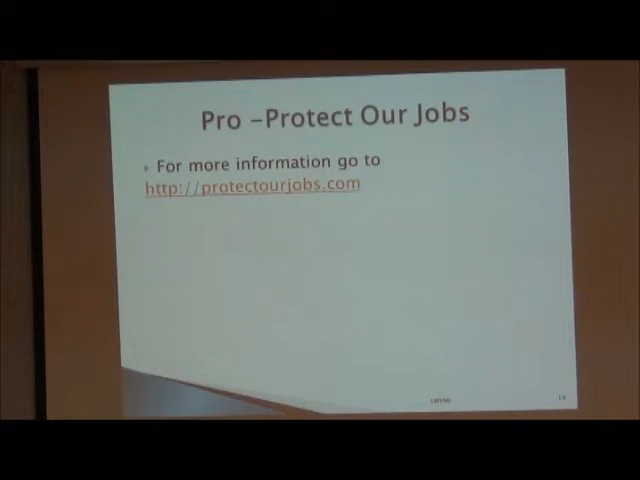 Pro -Protect Our Jobs
For more information go to
http://protectourjobs.com